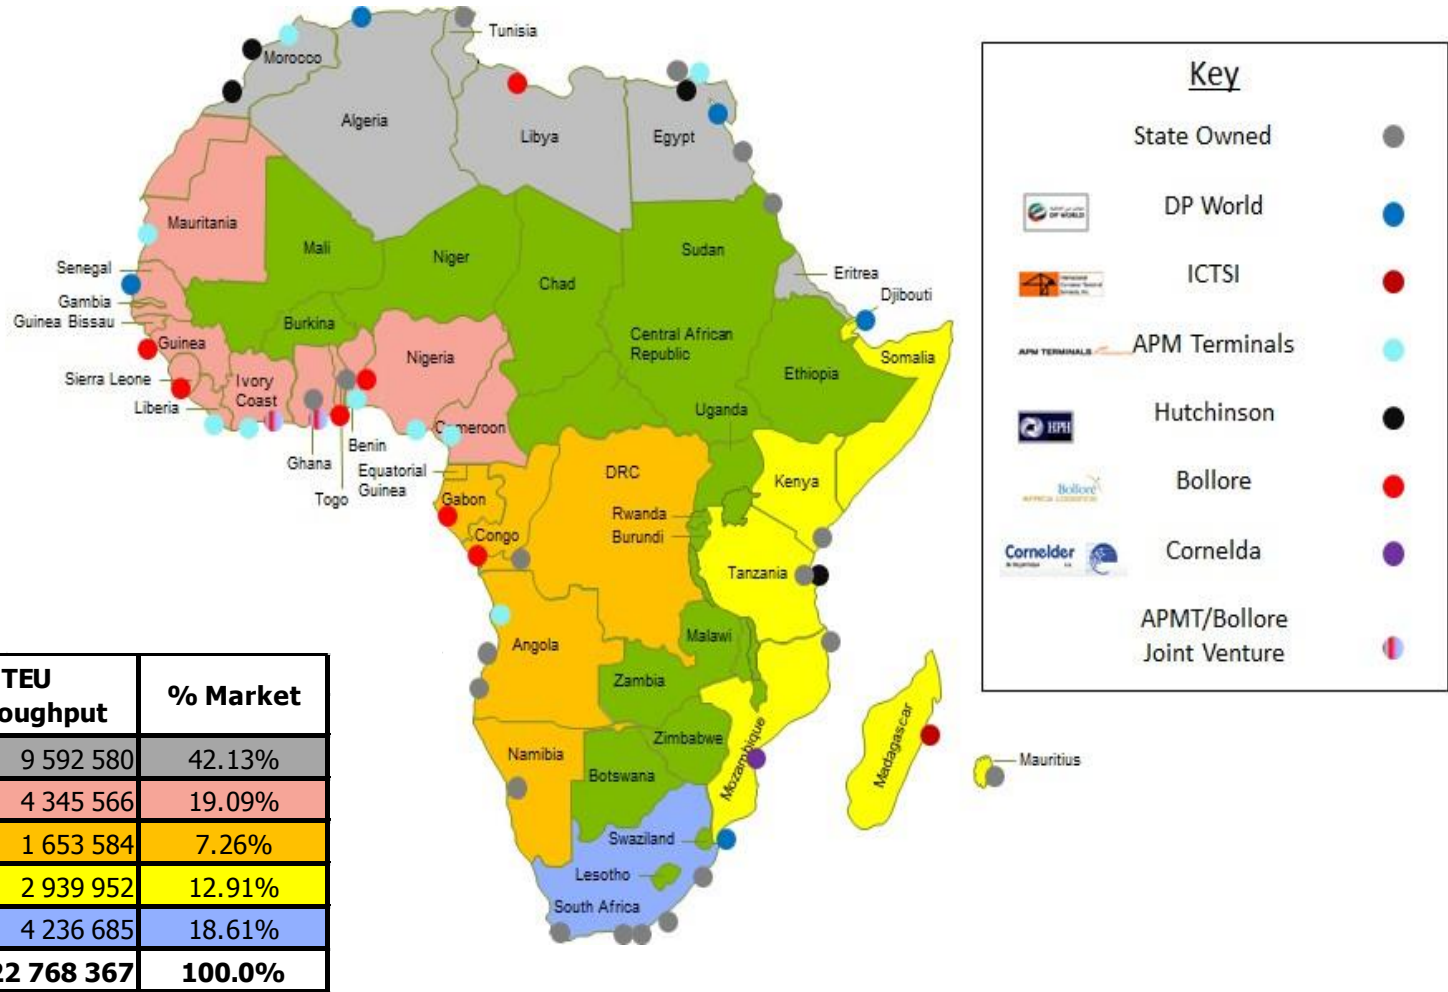 Tunisia
Morocco
Algeria
Libya
Egypt
Mauritania
Mali
Niger
Chad
Sudan
Eritrea
Djibouti
Senegal
Gambia
Guinea Bissau
Guinea
Sierra Leone
Liberia
Burkina
Ivory
Coast
Nigeria
Central African
Republic
Ethiopia
Somalia
Uganda
Cameroon
Benin
Ghana
Togo
Equatorial
Guinea
Gabon
Congo
DRC
Kenya
Rwanda
Burundi
Tanzania
Angola
Malawi
Zambia
Zimbabwe
Mozambique
Madagascar
Mauritius
Namibia
Botswana
Swaziland
Lesotho
South Africa
Key
State Owned
DP WORLD
DP World
ICTSI
APM TERMINALS
APM Terminals
HPH
Hutchinson
Bolloré
AFRICA LOGISTICS
Bollore
Cornelder
Cornelda
APMT/Bollore
Joint Venture
TEU
oughput
% Market
9 592 580 42.13%
4 345 566 19.09%
1 653 584 7.26%
2 939 952 12.91%
4 236 685 18.61%
22 768 367 100.0%